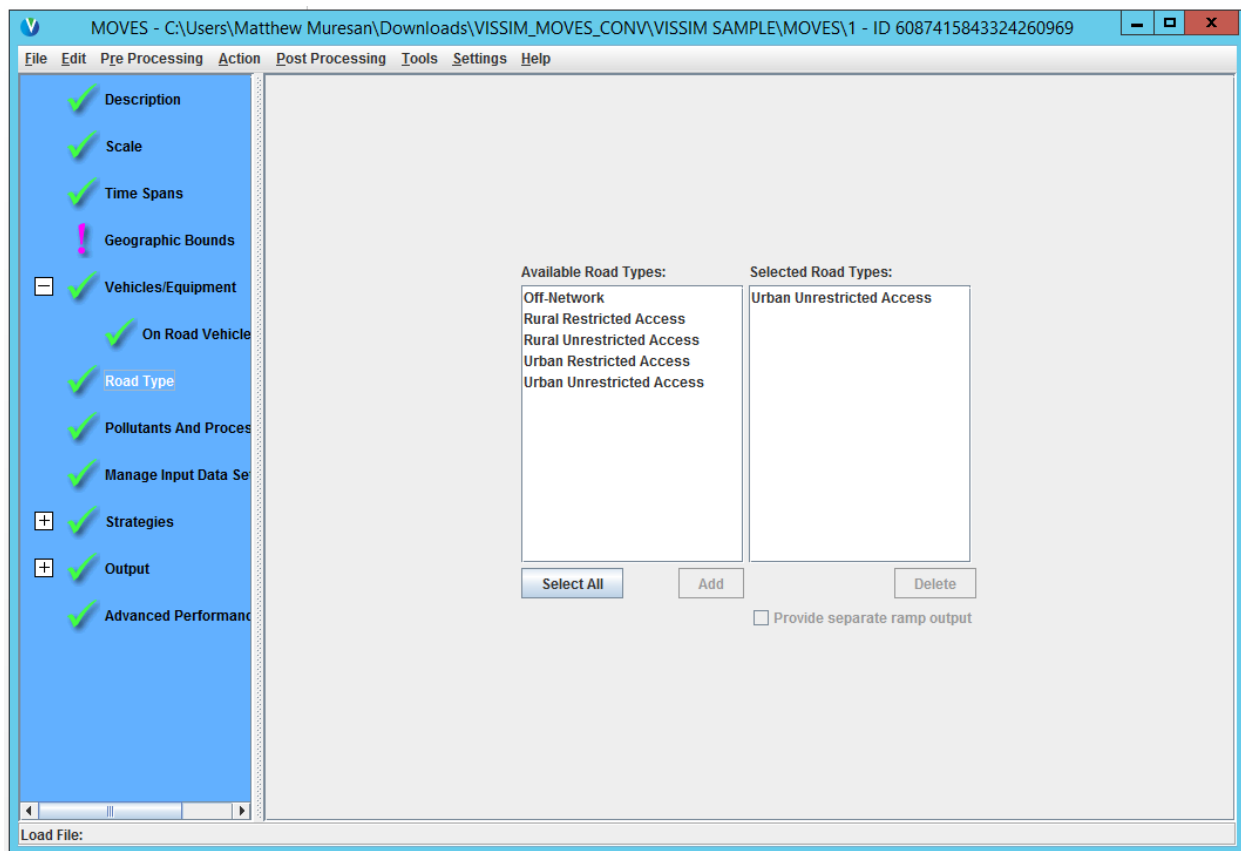 MOVES - C:\Users\Matthew Muresan\Downloads\VISSIM_MOVES_CONV\VISSIM SAMPLE\MOVES\1 - ID 6087415843324260969
File Edit Pre Processing Action Post Processing Tools Settings Help
Description
Scale
Time Spans
Geographic Bounds
Vehicles/Equipment
On Road Vehicle
Road Type
Pollutants And Proces
Manage Input Data Se
Strategies
Output
Advanced Performanc
Available Road Types:
Off-Network
Rural Restricted Access
Rural Unrestricted Access
Urban Restricted Access
Urban Unrestricted Access
Select All
Add
Selected Road Types:
Urban Unrestricted Access
Delete
Provide separate ramp output
Load File: